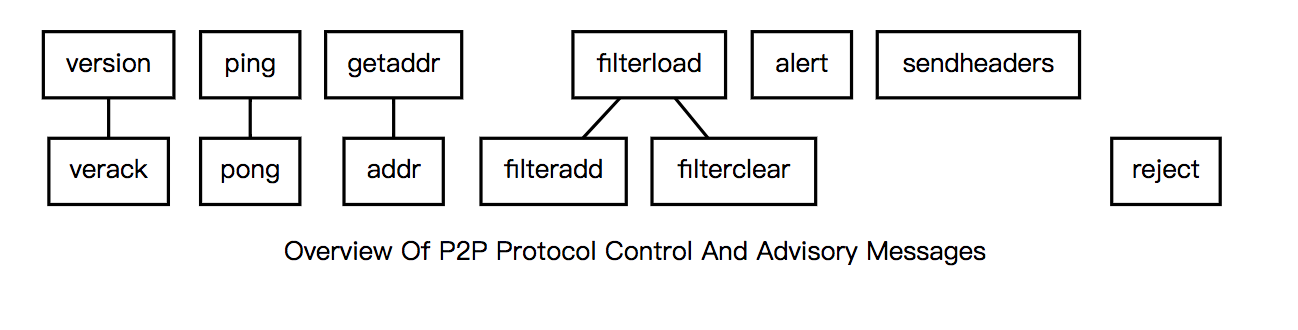 version ping getaddr filterload alert sendheaders
verack pong addr filteradd filterclear reject
Overview Of P2P Protocol Control And Advisory Messages